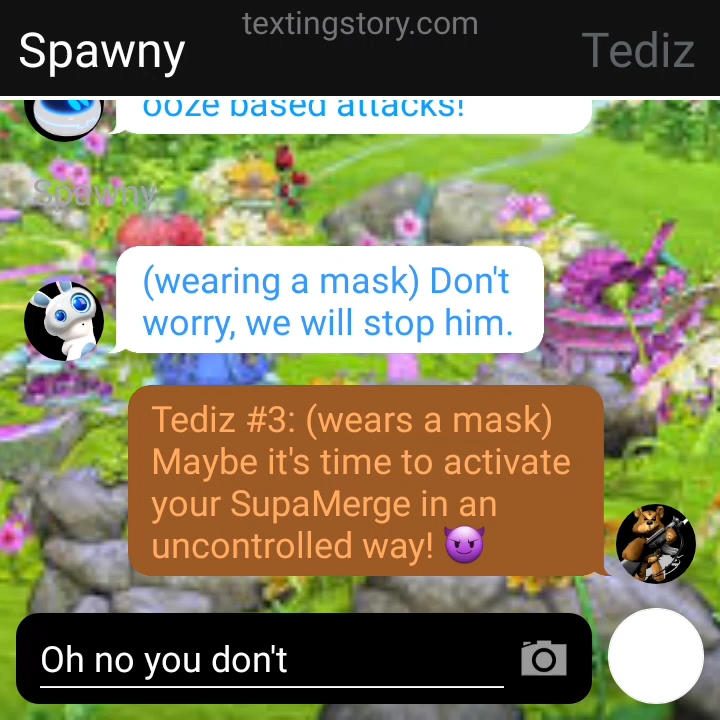 textingstory.com
Spawny
Tediz
ooze based attacks!
Spawny
(wearing a mask) Don't
worry, we will stop him.
Tediz #3: (wears a mask)
Maybe it's time to activate
your SupaMerge in an
uncontrolled way! 😈
Oh no you don't